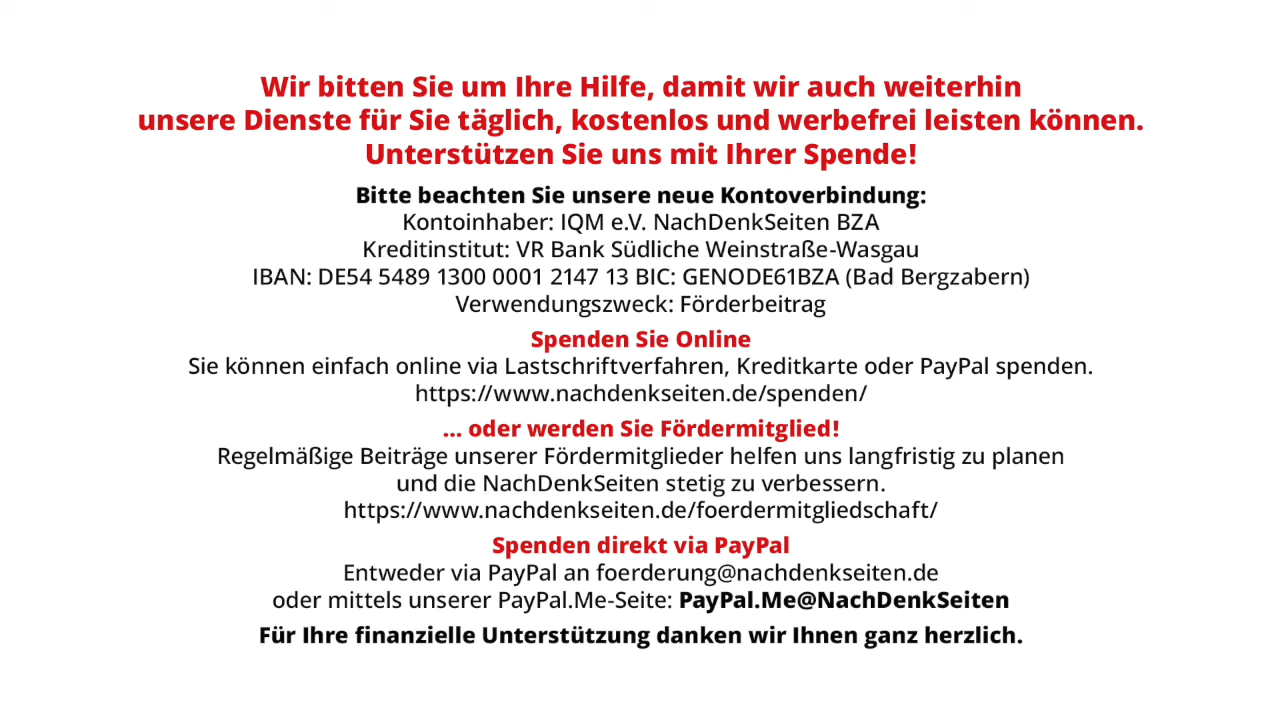 Wir bitten Sie um Ihre Hilfe, damit wir auch weiterhin
unsere Dienste für Sie täglich, kostenlos und werbefrei leisten können.
Unterstützen Sie uns mit Ihrer Spende!
Bitte beachten Sie unsere neue Kontoverbindung:
Kontoinhaber: IQM e.V. NachDenkSeiten BZA
Kreditinstitut: VR Bank Südliche Weinstraße-Wasgau
IBAN: DE54 5489 1300 0001 2147 13 BIC: GENODE61BZA (Bad Bergzabern)
Verwendungszweck: Förderbeitrag
Spenden Sie Online
Sie können einfach online via Lastschriftverfahren, Kreditkarte oder PayPal spenden.
https://www.nachdenkseiten.de/spenden/
... oder werden Sie Fördermitglied!
Regelmäßige Beiträge unserer Fördermitglieder helfen uns langfristig zu planen
und die NachDenkSeiten stetig zu verbessern.
https://www.nachdenkseiten.de/foerdermitgliedschaft/
Spenden direkt via PayPal
Entweder via PayPal an foerderung@nachdenkseiten.de
oder mittels unserer PayPal.Me-Seite: PayPal.Me@NachDenkSeiten
Für Ihre finanzielle Unterstützung danken wir Ihnen ganz herzlich.